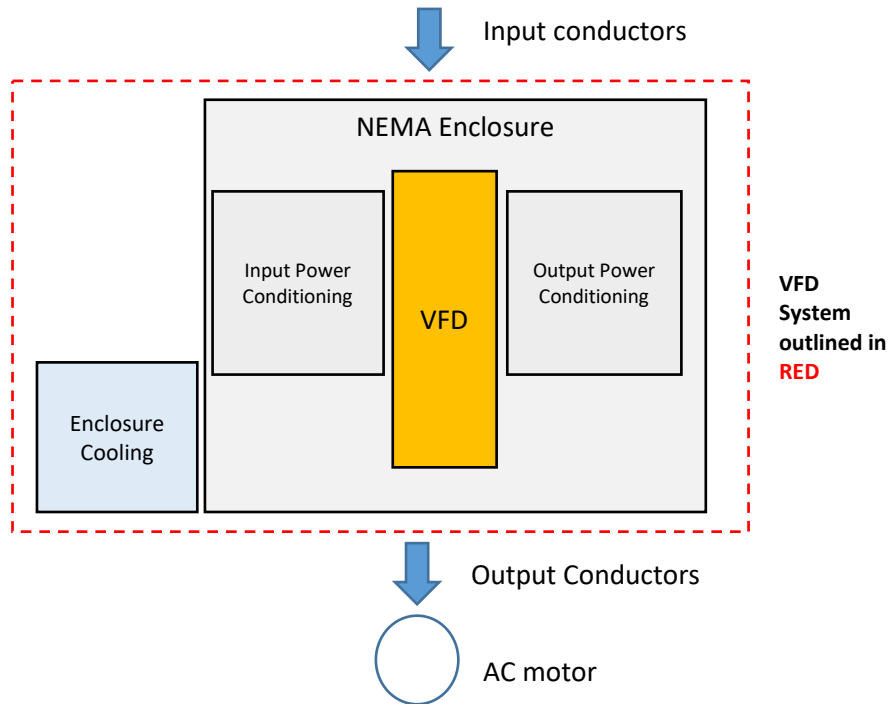 Input conductors
NEMA Enclosure
Input Power
Conditioning
VFD
Output Power
Conditioning
VFD
System
outlined in
RED
Enclosure
Cooling
Output Conductors
AC motor